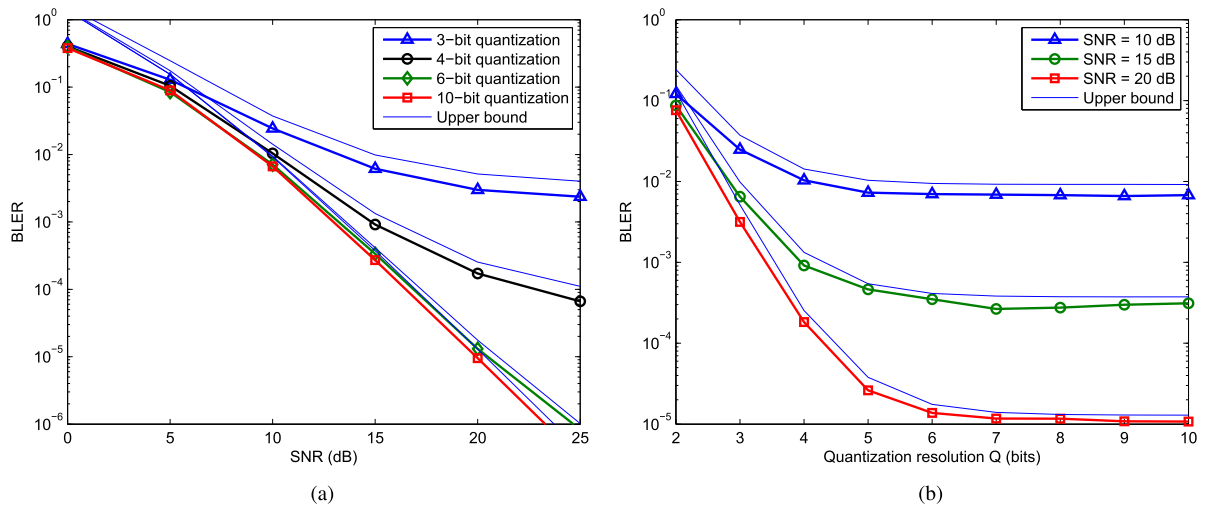 10^0
10^-1
10^-2
10^-3
10^-4
10^-5
10^-6
BLER
0
5
10
15
20
25
SNR (dB)
3−bit quantization
4−bit quantization
6−bit quantization
10−bit quantization
Upper bound
(a)
10^0
10^-1
10^-2
10^-3
10^-4
10^-5
BLER
2
3
4
5
6
7
8
9
10
Quantization resolution Q (bits)
SNR = 10 dB
SNR = 15 dB
SNR = 20 dB
Upper bound
(b)